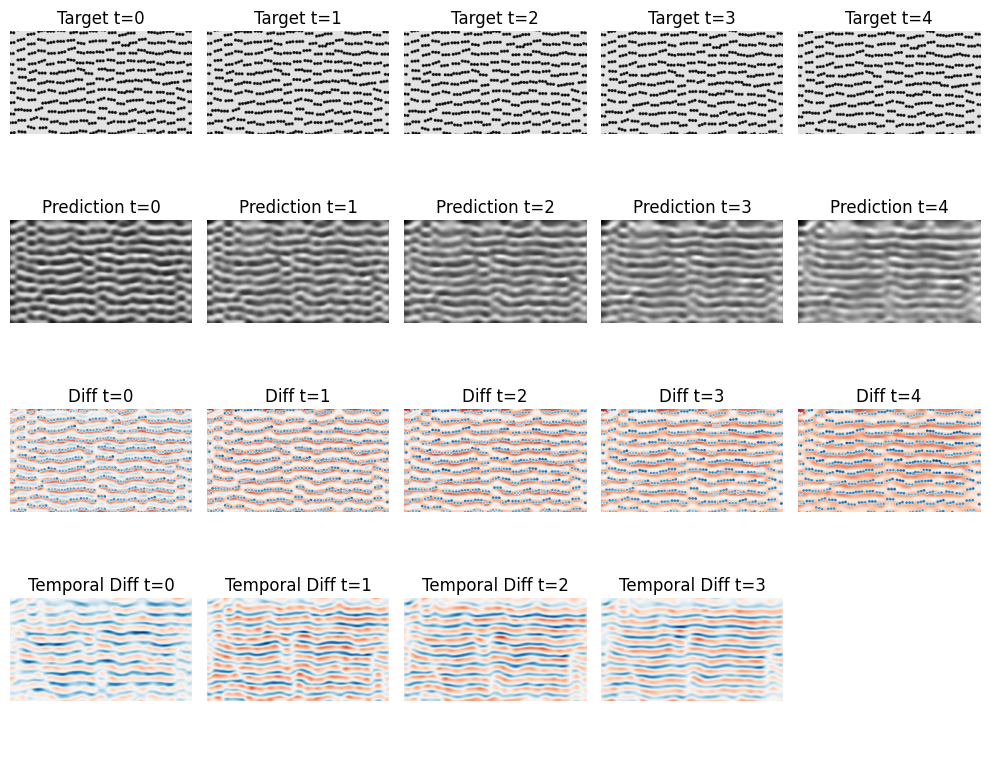 Target t=0 Target t=1 Target t=2 Target t=3 Target t=4
Prediction t=0 Prediction t=1 Prediction t=2 Prediction t=3 Prediction t=4
Diff t=0 Diff t=1 Diff t=2 Diff t=3 Diff t=4
Temporal Diff t=0 Temporal Diff t=1 Temporal Diff t=2 Temporal Diff t=3